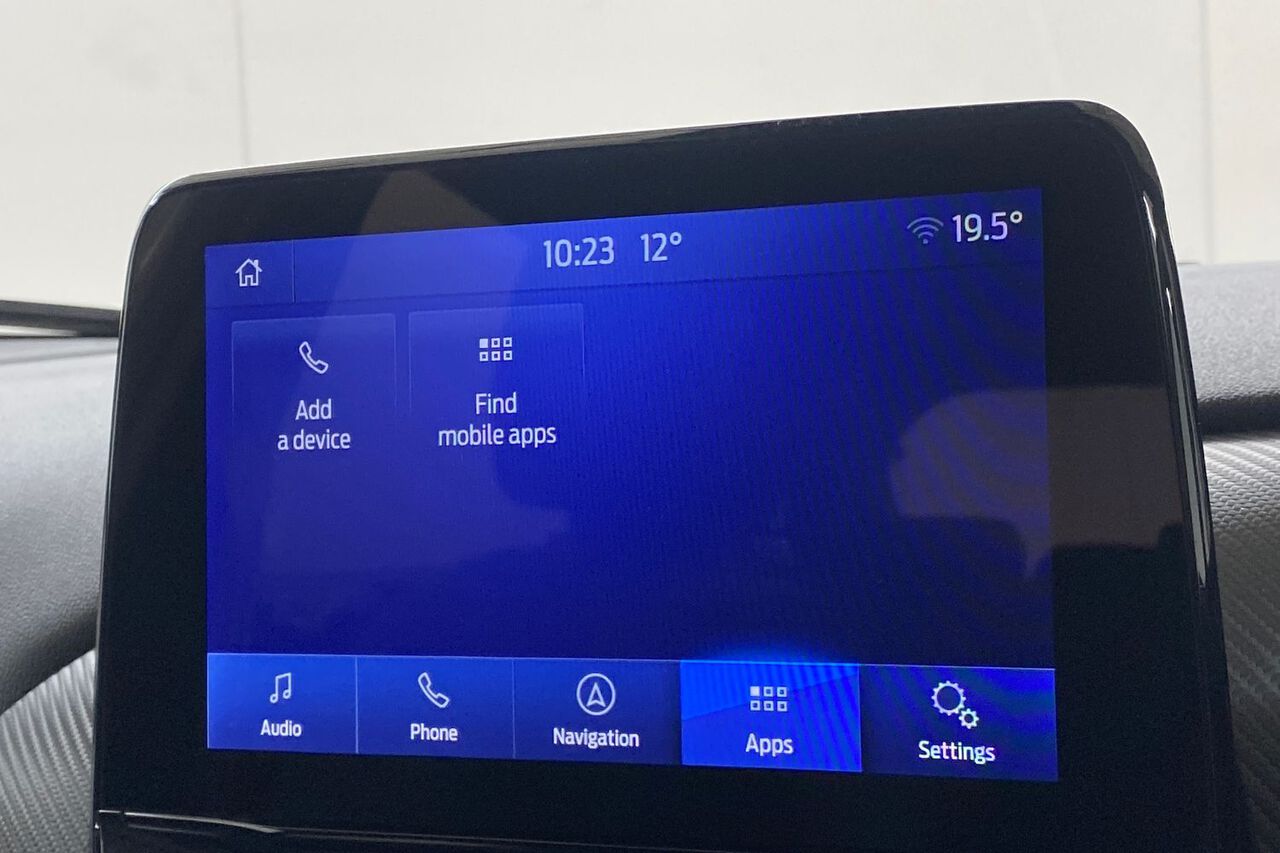 10:23 12° 19.5°
Add
a device
Find
mobile apps
Audio
Phone
Navigation
Apps
Settings